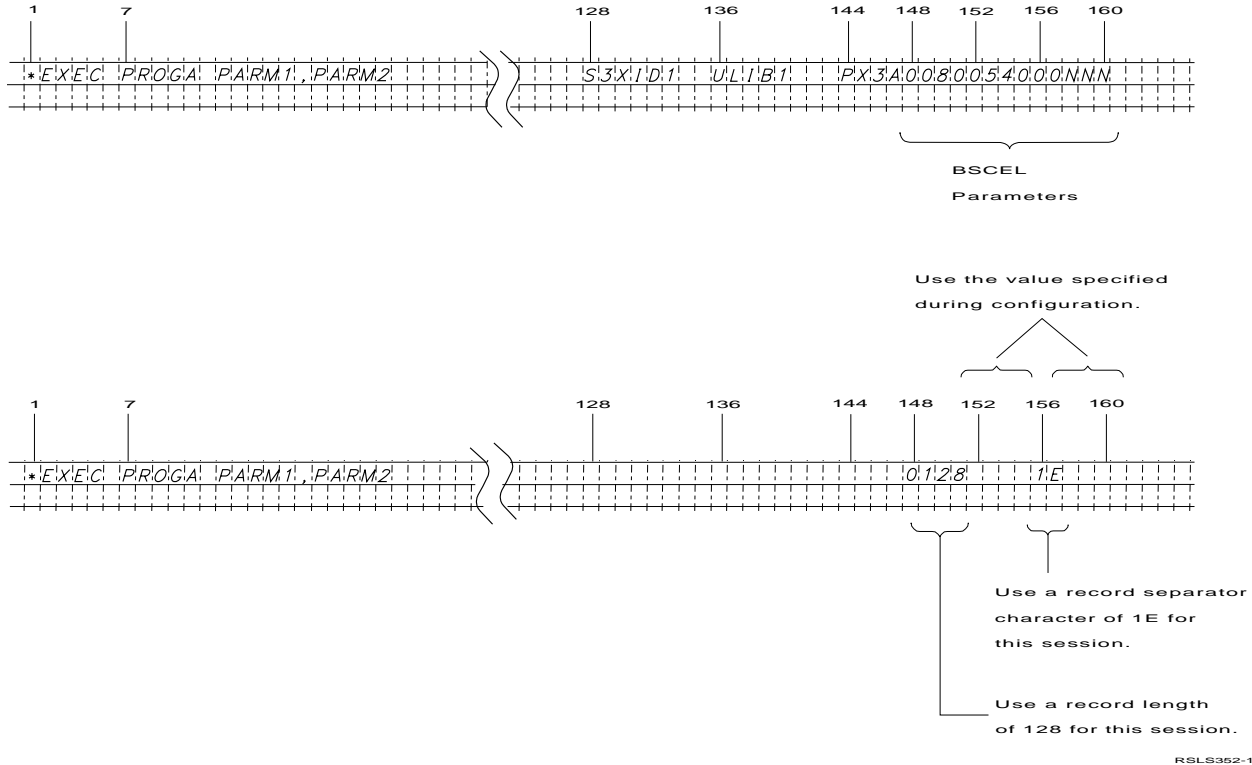 1 7 128 136 144 148 152 156 160
*EXEC PROGA PARM1,PARM2 S3XID1 ULIB1 PX3A0080054000NNN
BSCEL
Parameters
Use the value specified
during configuration.
1 7 128 136 144 148 152 156 160
*EXEC PROGA PARM1,PARM2 0128 1E
Use a record separator
character of 1E for
this session.
Use a record length
of 128 for this session.
RSLS352-1